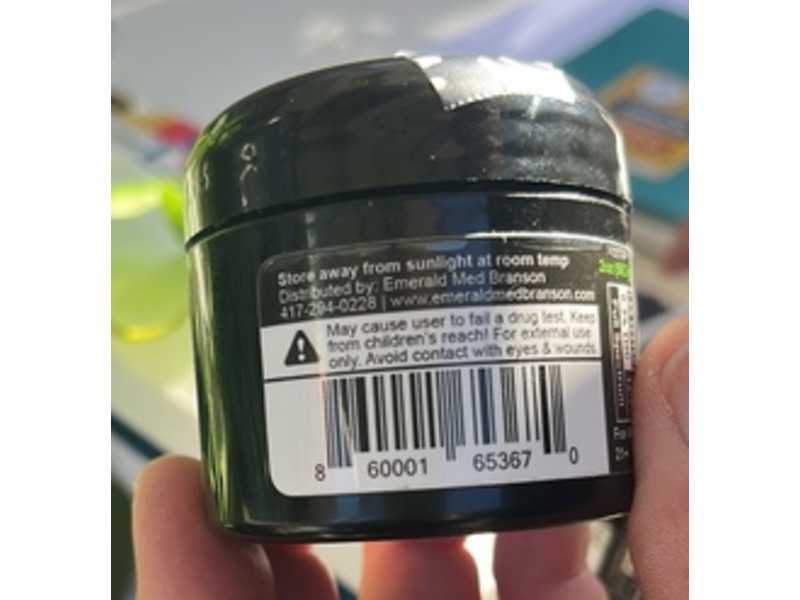 Store away from sunlight at room temp
Distributed by: Emerald Med Branson
417-294-0228 | www.emeraldmedbranson.com
May cause user to fail a drug test. Keep
from children's reach! For external use
only. Avoid contact with eyes & wounds.
8 60001 65367 0
21+